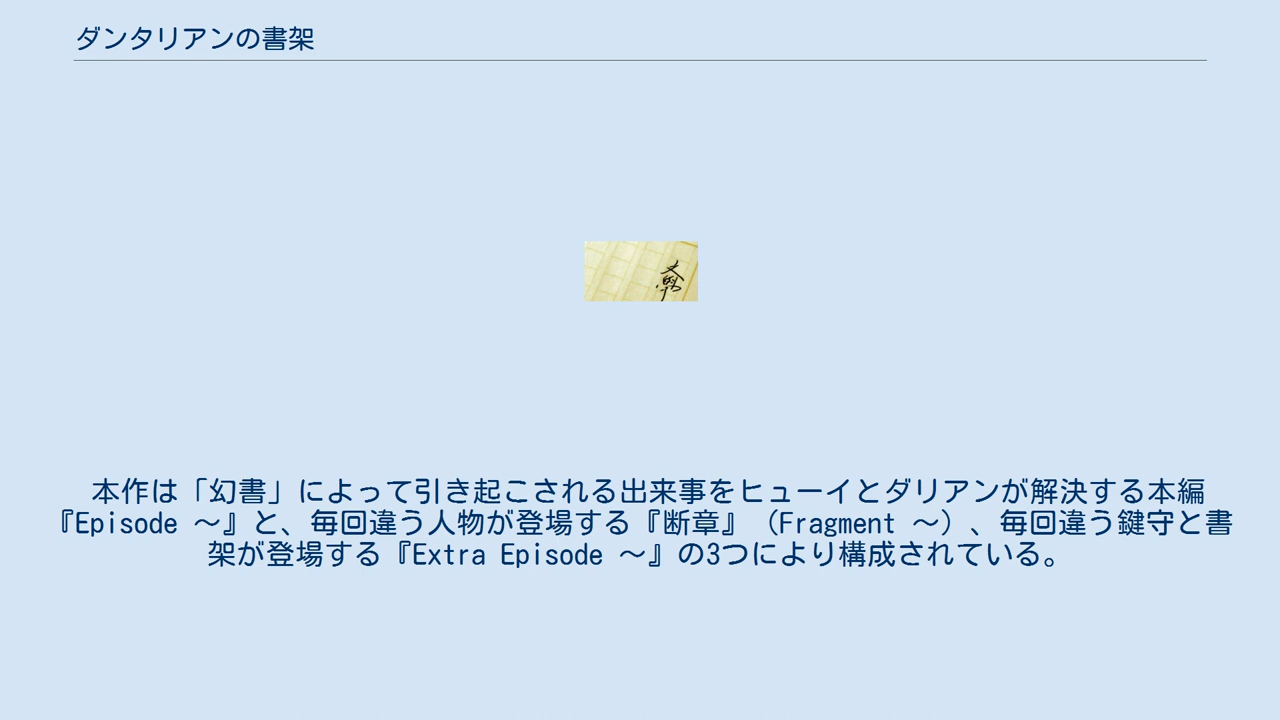 ダンタリアンの書架
本作は「幻書」によって引き起こされる出来事をヒューイとダリアンが解決する本編
『Episode ～』と、毎回違う人物が登場する『断章』（Fragment ～）、毎回違う鍵守と書
架が登場する『Extra Episode ～』の3つにより構成されている。